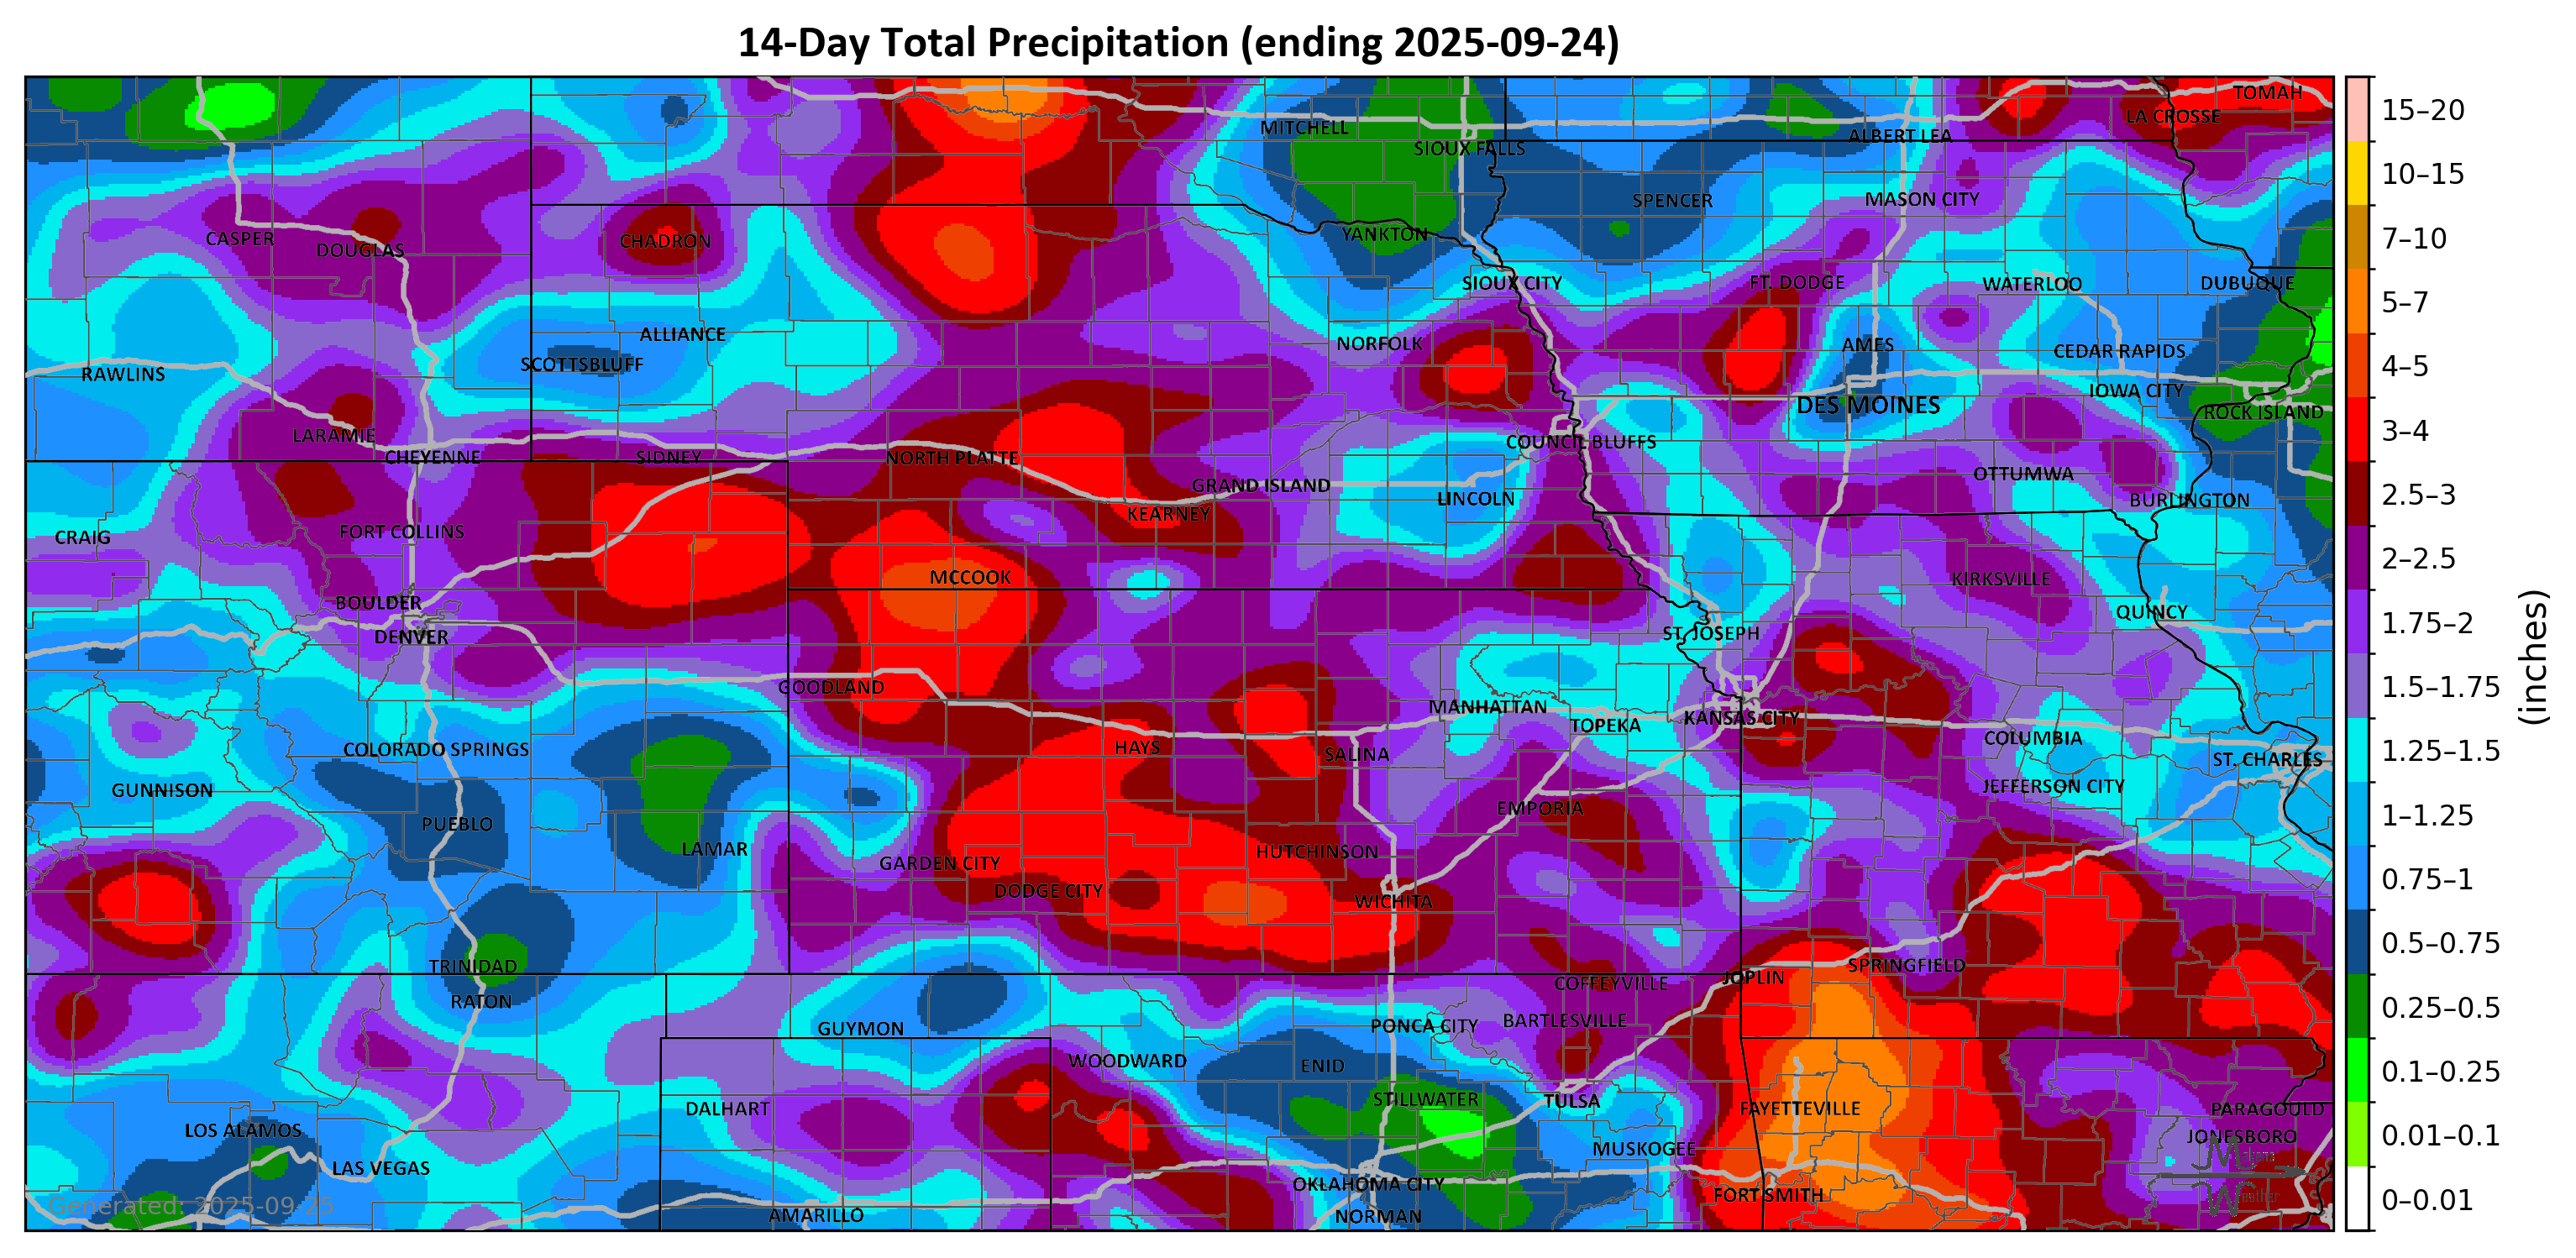 14-Day Total Precipitation (ending 2025-09-24)
TOMAH
LA CROSSE
MITCHELL
ALBERT LEA
SIOUX FALLS
SPENCER
MASON CITY
YANKTON
CASPER
DOUGLAS
CHADRON
SIOUX CITY
FT. DODGE
WATERLOO
DUBUQUE
ALLIANCE
NORFOLK
AMES
CEDAR RAPIDS
SCOTTSBLUFF
RAWLINS
IOWA CITY
DES MOINES
ROCK ISLAND
LARAMIE
COUNCIL BLUFFS
CHEYENNE
SIDNEY
NORTH PLATTE
OTTUMWA
GRAND ISLAND
LINCOLN
BURLINGTON
KEARNEY
CRAIG
FORT COLLINS
MCCOOK
KIRKSVILLE
BOULDER
QUINCY
DENVER
ST. JOSEPH
GOODLAND
MANHATTAN
TOPEKA
KANSAS CITY
COLORADO SPRINGS
HAYS
SALINA
COLUMBIA
ST. CHARLES
GUNNISON
JEFFERSON CITY
EMPORIA
PUEBLO
LAMAR
GARDEN CITY
HUTCHINSON
DODGE CITY
WICHITA
TRINIDAD
SPRINGFIELD
JOPLIN
COFFEYVILLE
RATON
GUYMON
PONCA CITY
BARTLESVILLE
WOODWARD
ENID
DALHART
STILLWATER
TULSA
FAYETTEVILLE
PARAGOULD
LOS ALAMOS
JONESBORO
MUSKOGEE
LAS VEGAS
OKLAHOMA CITY
FORT SMITH
AMARILLO
NORMAN
Generated: 2025-09-25
15–20
10–15
7–10
5–7
4–5
3–4
2.5–3
2–2.5
1.75–2
1.5–1.75
1.25–1.5
1–1.25
0.75–1
0.5–0.75
0.25–0.5
0.1–0.25
0.01–0.1
0–0.01
(inches)